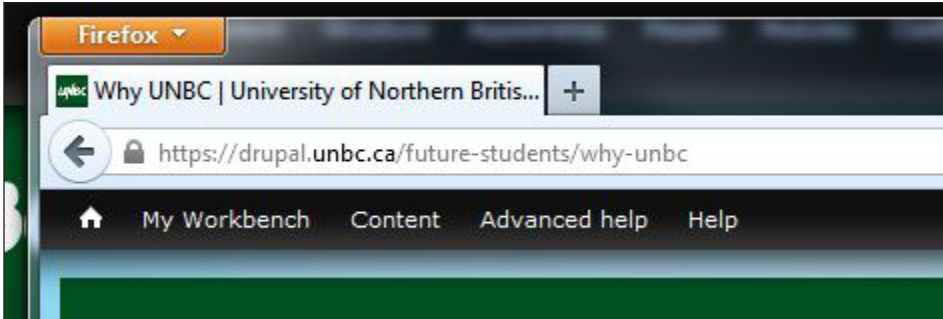 Firefox
unbc Why UNBC | University of Northern Britis... +
https://drupal.unbc.ca/future-students/why-unbc
My Workbench Content Advanced help Help